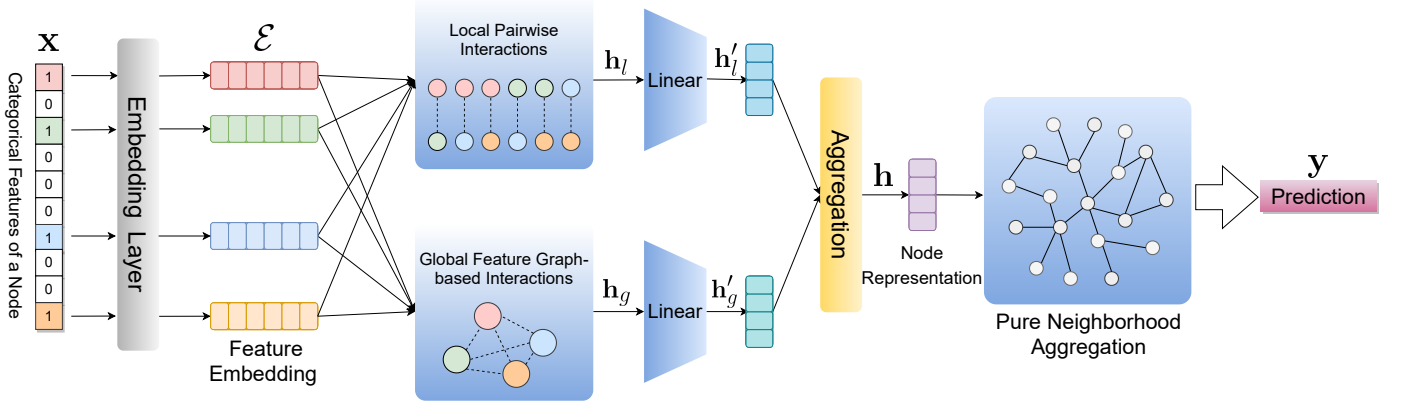 x
Categorical Features of a Node
1
0
1
0
0
0
1
0
0
1
Embedding Layer
ℰ
Feature
Embedding
Local Pairwise
Interactions
Global Feature Graph-
based Interactions
h_l
Linear
h'_l
h_g
Linear
h'_g
Aggregation
h
Node
Representation
Pure Neighborhood
Aggregation
y
Prediction